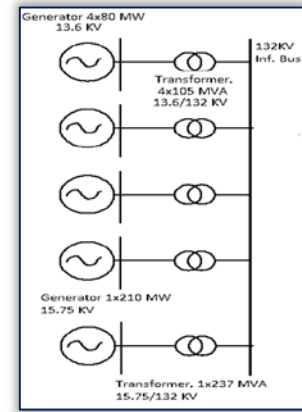 Generator 4x80 MW
13.6 KV
132KV
Inf. Bus
Transformer,
4x105 MVA
13.6/132 KV
Generator 1x210 MW
15.75 KV
Transformer, 1x237 MVA
15.75/132 KV